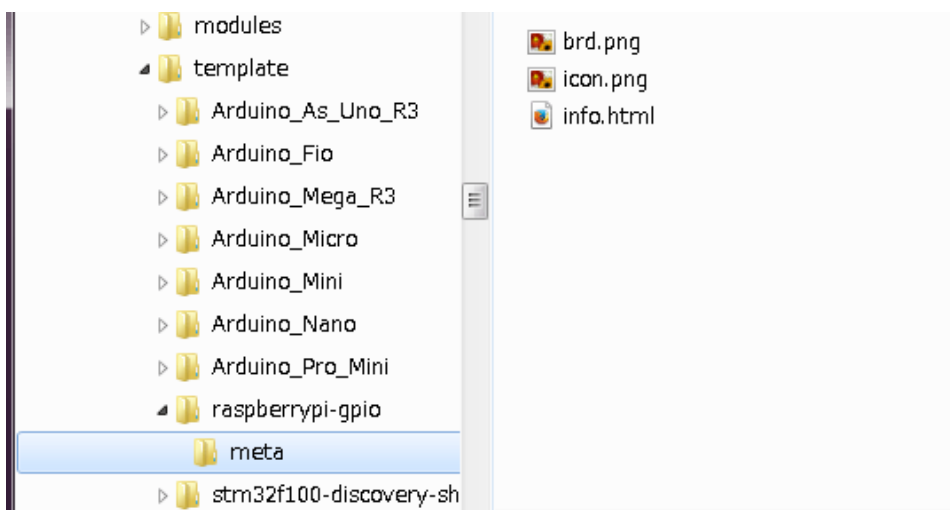 modules
template
Arduino_As_Uno_R3
Arduino_Fio
Arduino_Mega_R3
Arduino_Micro
Arduino_Mini
Arduino_Nano
Arduino_Pro_Mini
raspberrypi-gpio
meta
stm32f100-discovery-sh
brd.png
icon.png
info.html